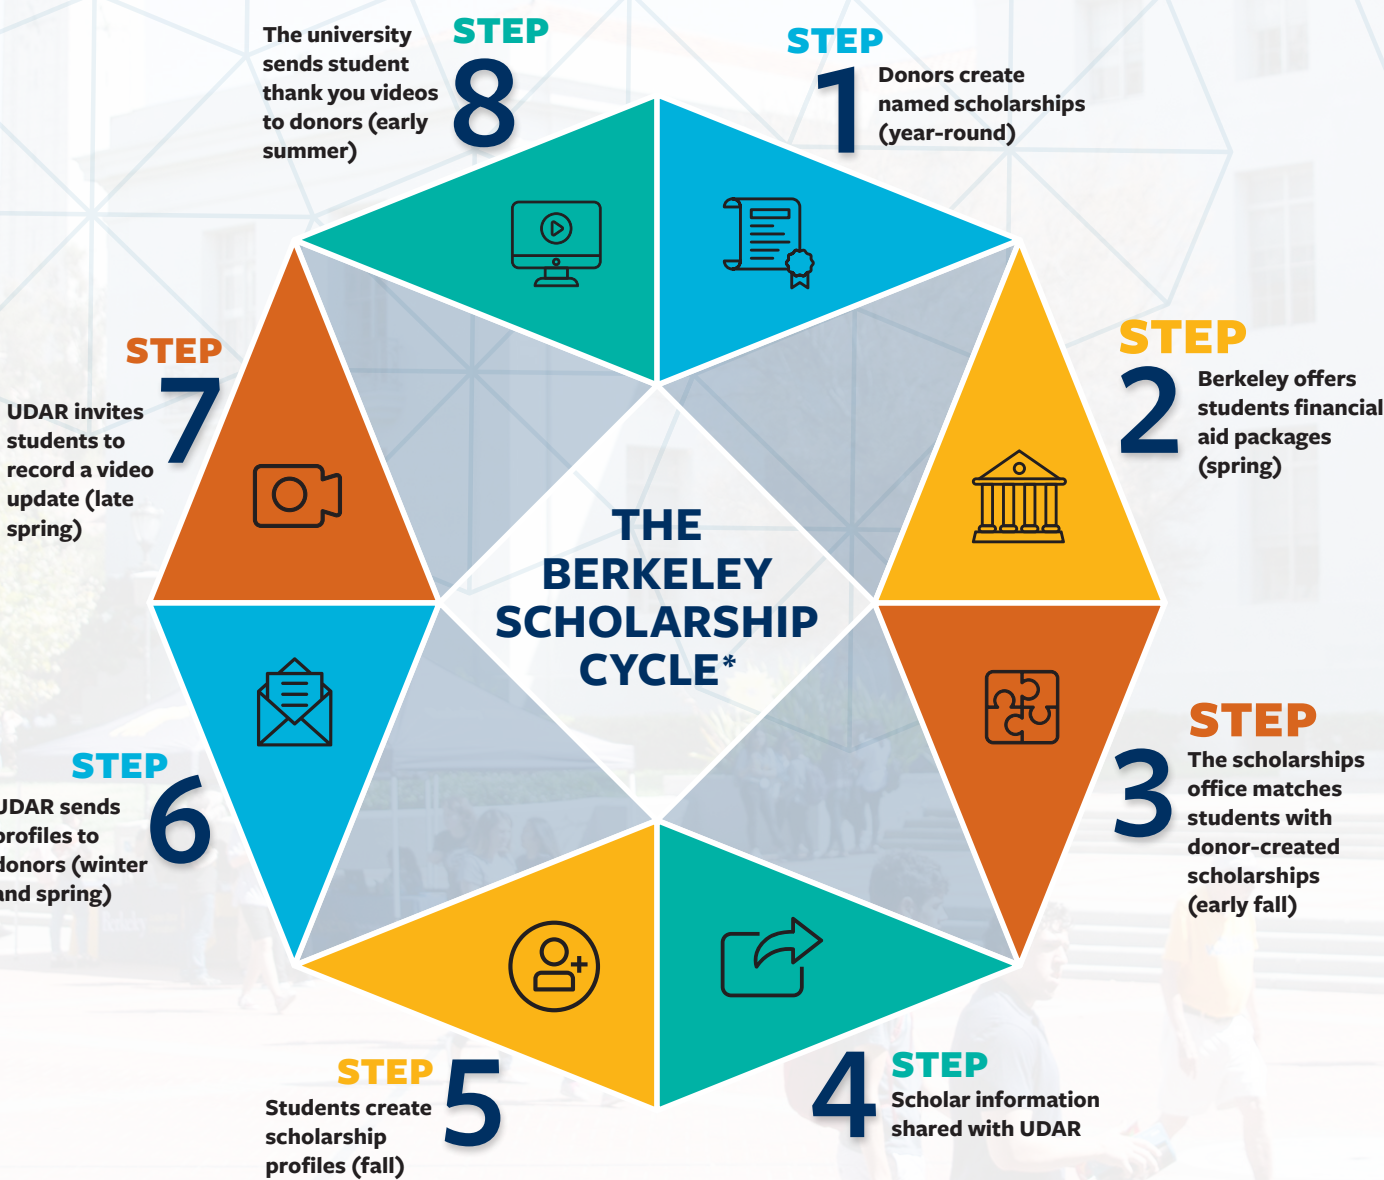 THE
BERKELEY
SCHOLARSHIP
CYCLE*
STEP
1
Donors create
named scholarships
(year-round)
STEP
2
Berkeley offers
students financial
aid packages
(spring)
STEP
3
The scholarships
office matches
students with
donor-created
scholarships
(early fall)
STEP
4
Scholar information
shared with UDAR
STEP
5
Students create
scholarship
profiles (fall)
STEP
6
UDAR sends
profiles to
donors (winter
and spring)
STEP
7
UDAR invites
students to
record a video
update (late
spring)
STEP
8
The university
sends student
thank you videos
to donors (early
summer)